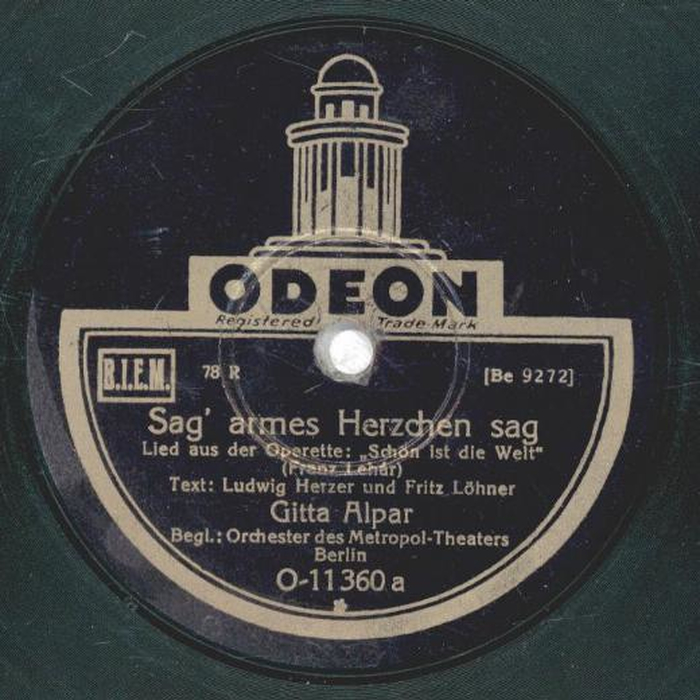 ODEON
Registered Trade-Mark
B.I.E.M. 78 R [Be 9272]
Sag' armes Herzchen sag
Lied aus der Operette: „Schön ist die Welt"
(Franz Lehár)
Text: Ludwig Herzer und Fritz Löhner
Gitta Alpar
Begl.: Orchester des Metropol-Theaters
Berlin
O-11360 a